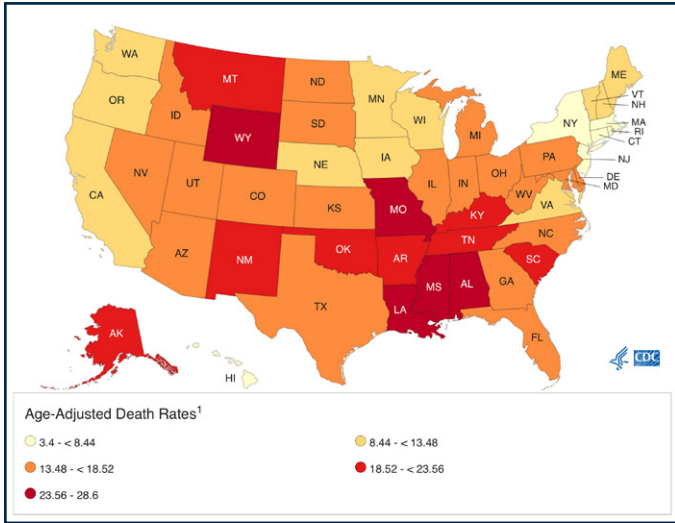 WA
MT
ND
MN
ME
VT
NH
OR
ID
SD
WI
NY
MA
RI
CT
WY
MI
NJ
NE
IA
PA
NV
UT
CO
IL
IN
OH
DE
MD
WV
VA
CA
KS
MO
KY
NC
AZ
NM
OK
AR
TN
SC
MS
AL
GA
TX
LA
FL
AK
HI
CDC
Age-Adjusted Death Rates1
3.4 - < 8.44
8.44 - < 13.48
13.48 - < 18.52
18.52 - < 23.56
23.56 - 28.6